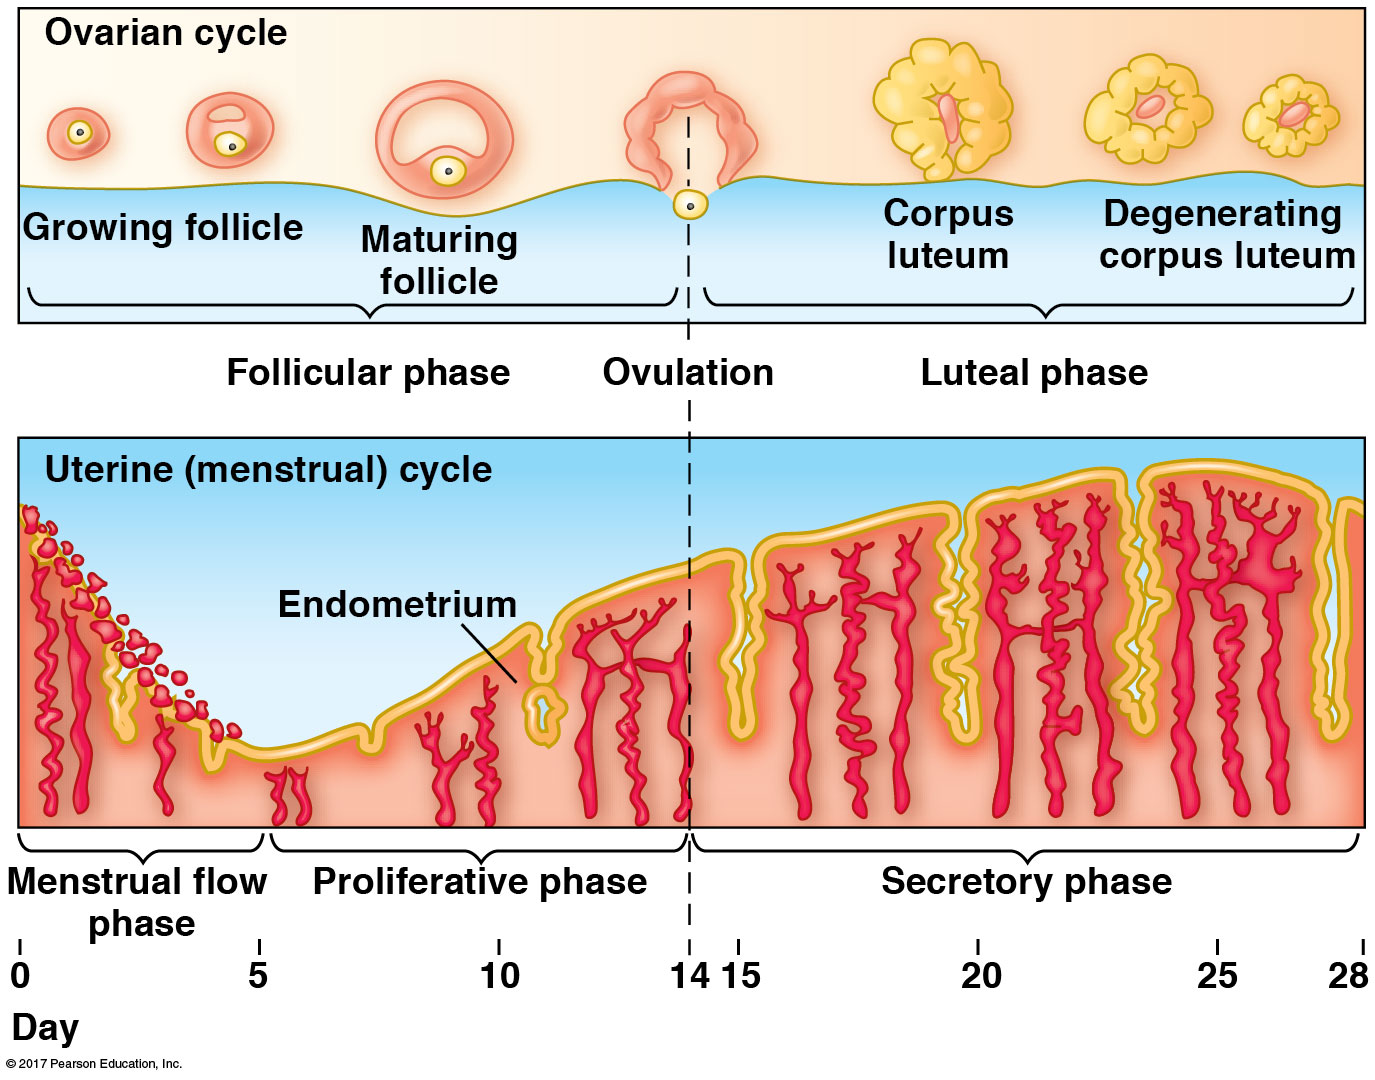 Ovarian cycle
Growing follicle
Maturing
follicle
Corpus
luteum
Degenerating
corpus luteum
Follicular phase
Ovulation
Luteal phase
Uterine (menstrual) cycle
Endometrium
Menstrual flow
phase
Proliferative phase
Secretory phase
0 5 10 14 15 20 25 28
Day
© 2017 Pearson Education, Inc.